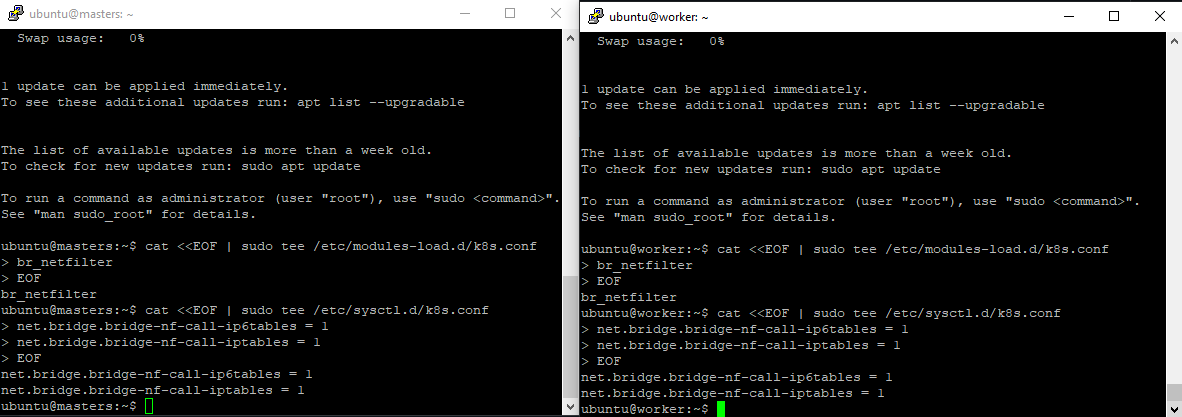 ubuntu@masters: ~
Swap usage:   0%
1 update can be applied immediately.
To see these additional updates run: apt list --upgradable
The list of available updates is more than a week old.
To check for new updates run: sudo apt update
To run a command as administrator (user "root"), use "sudo <command>".
See "man sudo_root" for details.
ubuntu@masters:~$ cat <<EOF | sudo tee /etc/modules-load.d/k8s.conf
> br_netfilter
> EOF
br_netfilter
ubuntu@masters:~$ cat <<EOF | sudo tee /etc/sysctl.d/k8s.conf
> net.bridge.bridge-nf-call-ip6tables = 1
> net.bridge.bridge-nf-call-iptables = 1
> EOF
net.bridge.bridge-nf-call-ip6tables = 1
net.bridge.bridge-nf-call-iptables = 1
ubuntu@masters:~$
ubuntu@worker: ~
Swap usage:   0%
1 update can be applied immediately.
To see these additional updates run: apt list --upgradable
The list of available updates is more than a week old.
To check for new updates run: sudo apt update
To run a command as administrator (user "root"), use "sudo <command>".
See "man sudo_root" for details.
ubuntu@worker:~$ cat <<EOF | sudo tee /etc/modules-load.d/k8s.conf
> br_netfilter
> EOF
br_netfilter
ubuntu@worker:~$ cat <<EOF | sudo tee /etc/sysctl.d/k8s.conf
> net.bridge.bridge-nf-call-ip6tables = 1
> net.bridge.bridge-nf-call-iptables = 1
> EOF
net.bridge.bridge-nf-call-ip6tables = 1
net.bridge.bridge-nf-call-iptables = 1
ubuntu@worker:~$